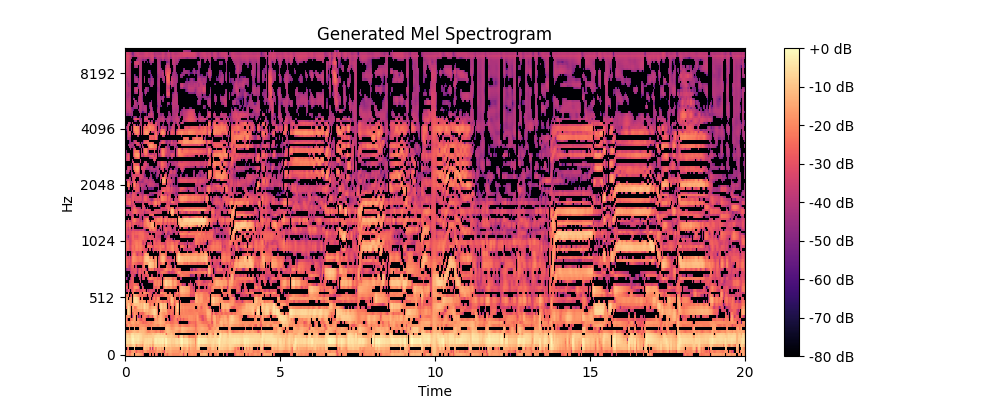 Generated Mel Spectrogram
Hz
8192
4096
2048
1024
512
0
0 5 10 15 20
Time
+0 dB
-10 dB
-20 dB
-30 dB
-40 dB
-50 dB
-60 dB
-70 dB
-80 dB